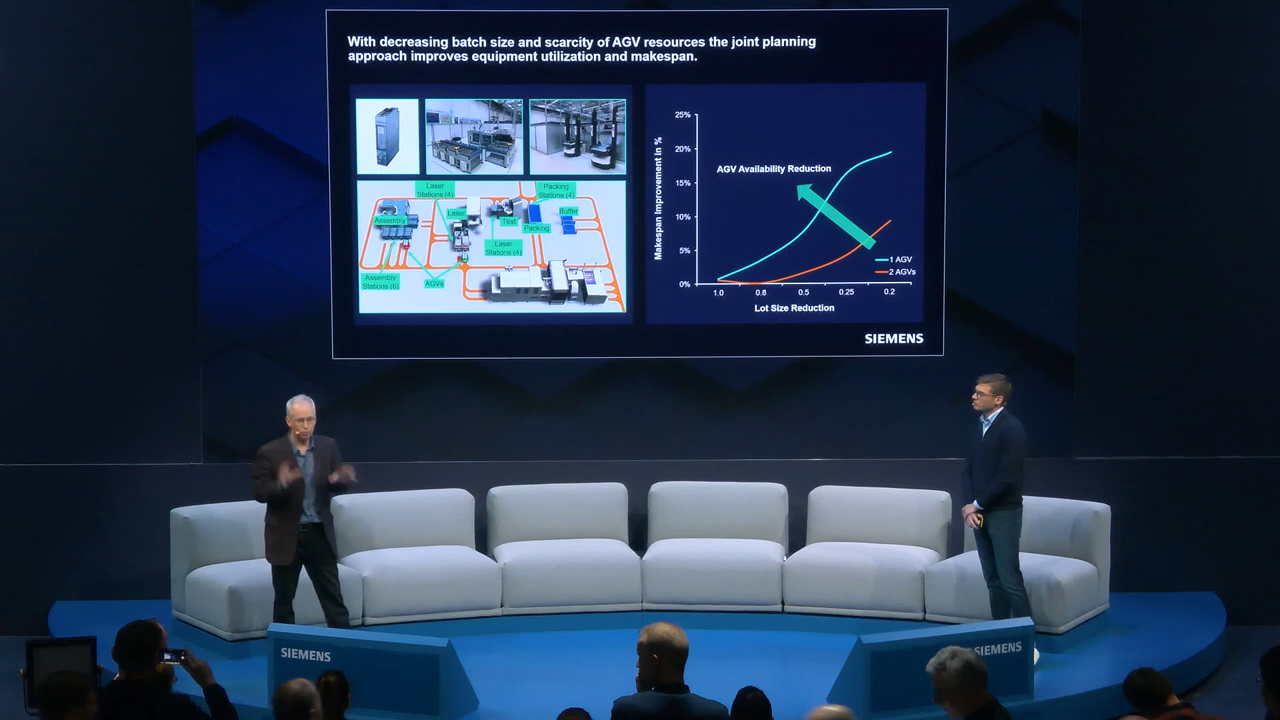 With decreasing batch size and scarcity of AGV resources the joint planning
approach improves equipment utilization and makespan.
Laser
Stations (4)
Packing
Stations (4)
Assembly
Laser
Test
Packing
Buffer
Laser
Stations (4)
Assembly
Stations (6)
AGVs
Makespan Improvement in %
25%
20%
15%
10%
5%
0%
AGV Availability Reduction
1 AGV
2 AGVs
1.0
0.8
0.5
0.25
0.2
Lot Size Reduction
SIEMENS
SIEMENS
SIEMENS